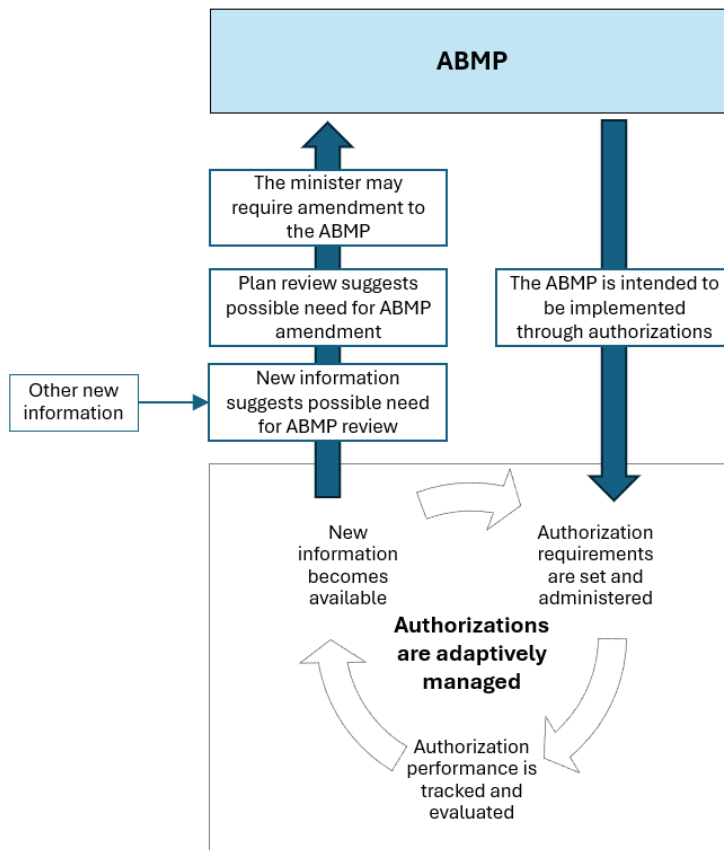 ABMP
The minister may
require amendment to
the ABMP
Plan review suggests
possible need for ABMP
amendment
The ABMP is intended to
be implemented
through authorizations
Other new
information
New information
suggests possible need
for ABMP review
New
information
becomes
available
Authorization
requirements
are set and
administered
Authorizations
are adaptively
managed
Authorization
performance is
tracked and
evaluated